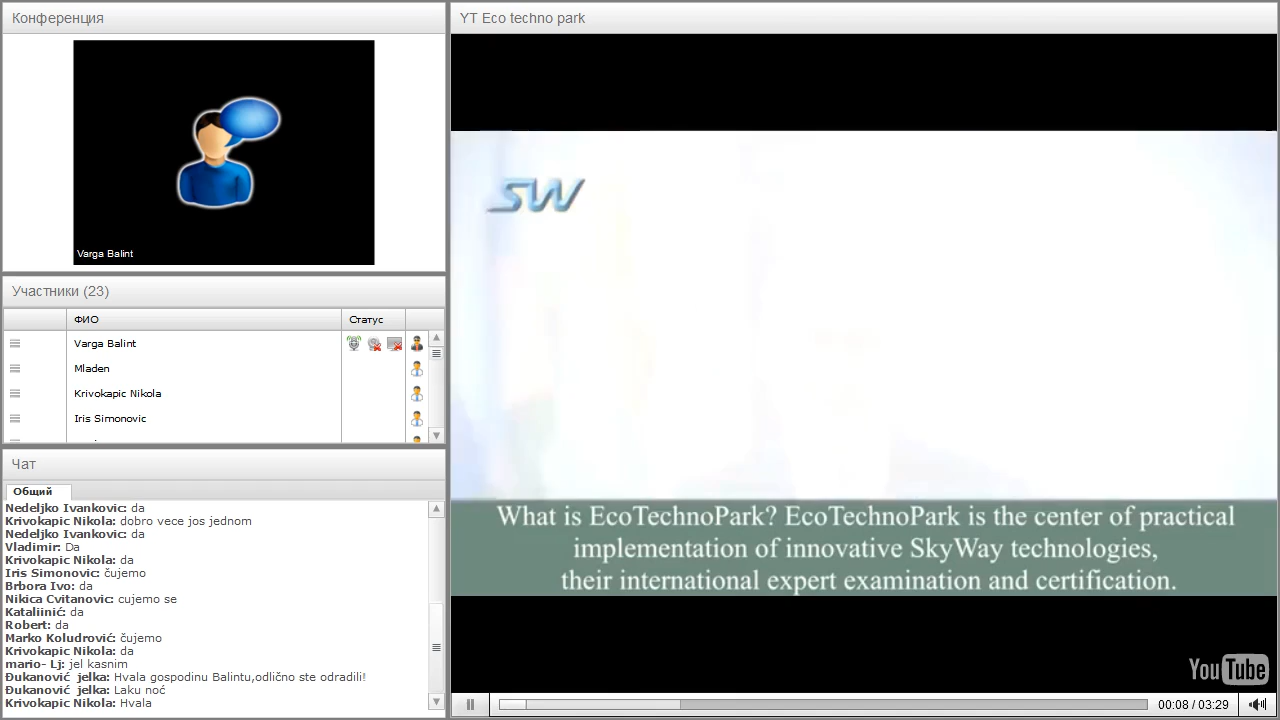 Конференция
Varga Balint
Участники (23)
ФИО Статус
Varga Balint
Mladen
Krivokapic Nikola
Iris Simonovic
Чат
Общий
Nedeljko Ivankovic: da
Krivokapic Nikola: dobro vece jos jednom
Nedeljko Ivankovic: da
Vladimir: Da
Krivokapic Nikola: da
Iris Simonovic: čujemo
Brbora Ivo: da
Nikica Cvitanovic: cujemo se
Kataliinić: da
Robert: da
Marko Koludrović: čujemo
Krivokapic Nikola: da
mario- Lj: jel kasnim
Đukanović  jelka: Hvala gospodinu Balintu,odlično ste odradili!
Đukanović  jelka: Laku noć
Krivokapic Nikola: Hvala
YT Eco techno park
SW
What is EcoTechnoPark? EcoTechnoPark is the center of practical
implementation of innovative SkyWay technologies,
their international expert examination and certification.
YouTube
00:08 / 03:29